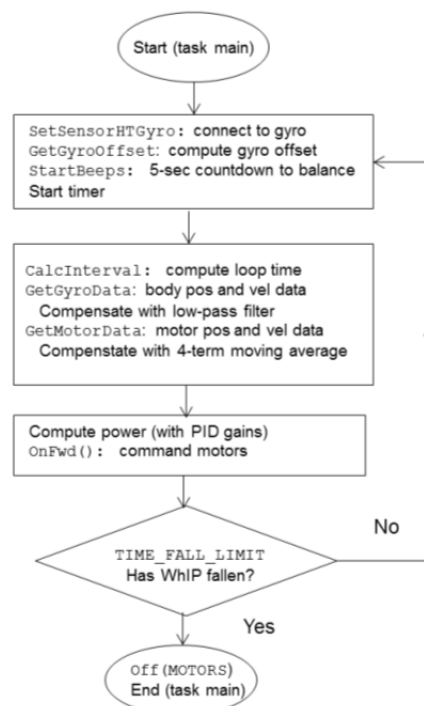 Start (task main)
SetSensorHTGyro: connect to gyro
GetGyroOffset: compute gyro offset
StartBeeps: 5-sec countdown to balance
Start timer
CalcInterval: compute loop time
GetGyroData: body pos and vel data
Compensate with low-pass filter
GetMotorData: motor pos and vel data
Compenstate with 4-term moving average
Compute power (with PID gains)
OnFwd(): command motors
TIME_FALL_LIMIT
Has WhIP fallen?
No
Yes
Off(MOTORS)
End (task main)